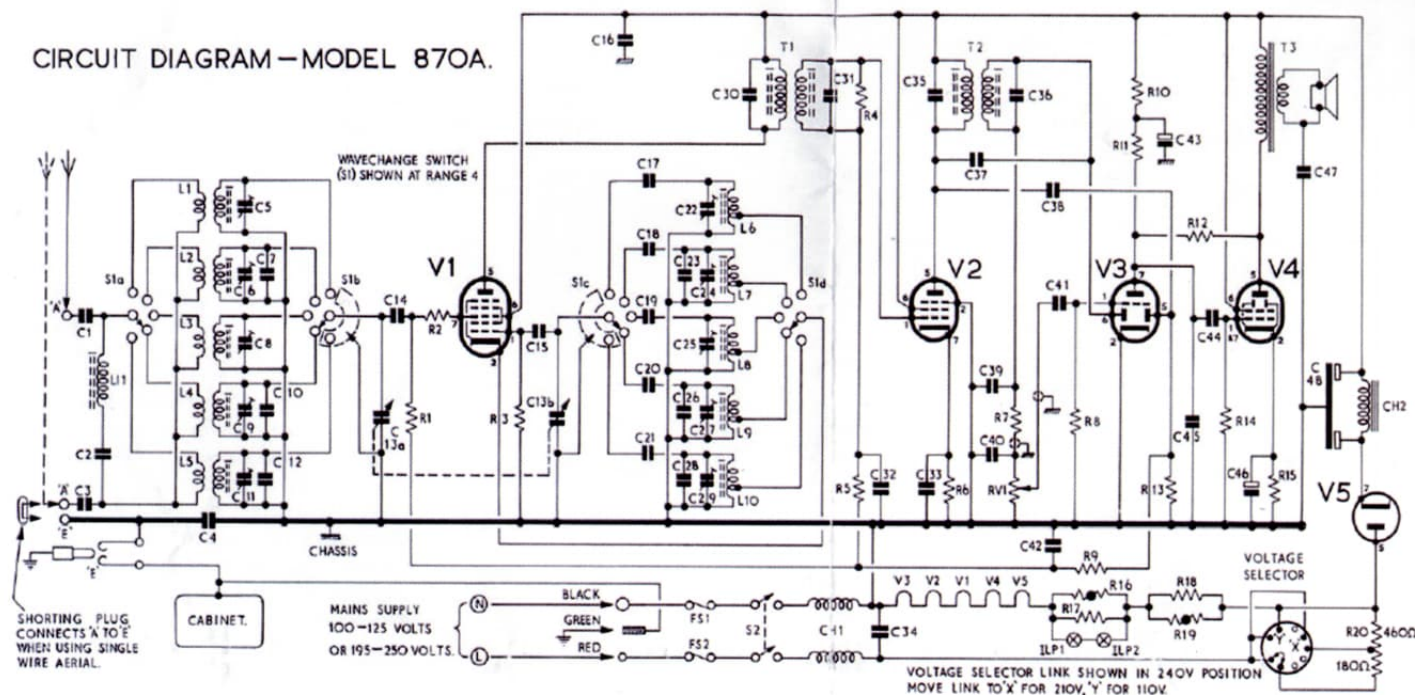 CIRCUIT DIAGRAM — MODEL 870A.
C16
T1
T2
T3
C30
C31
R4
C35
C36
R10
R11
C43
C47
WAVECHANGE SWITCH
(S1) SHOWN AT RANGE 4
C17
C37
C38
L1
C5
C22
L6
R12
L2
C7
C6
S1a
S1b
V1
C18
C23
C24
L7
S1c
S1d
V2
V3
V4
'A'
C1
C14
R2
C15
C19
C41
C44
L3
C8
C25
L8
L11
L4
C10
C9
C13a
R1
R3
C13b
C20
C26
C27
L9
C39
R7
R8
C45
R14
C48
CH2
C2
C21
C40
L5
C12
C11
C28
C29
L10
R5
C32
C33
R6
RV1
R13
C46
R15
V5
'A'
C3
'E'
C4
CHASSIS
C42
R9
VOLTAGE
SELECTOR
'E'
SHORTING PLUG
CONNECTS 'A' TO 'E'
WHEN USING SINGLE
WIRE AERIAL.
CABINET.
MAINS SUPPLY
100-125 VOLTS
OR 195-250 VOLTS.
N
BLACK
GREEN
L
RED
FS1
FS2
S2
CH1
C34
V3
V2
V1
V4
V5
R16
R17
R18
R19
ILP1
ILP2
R20
460Ω
180Ω
VOLTAGE SELECTOR LINK SHOWN IN 240V POSITION
MOVE LINK TO 'X' FOR 210V, 'Y' FOR 110V.